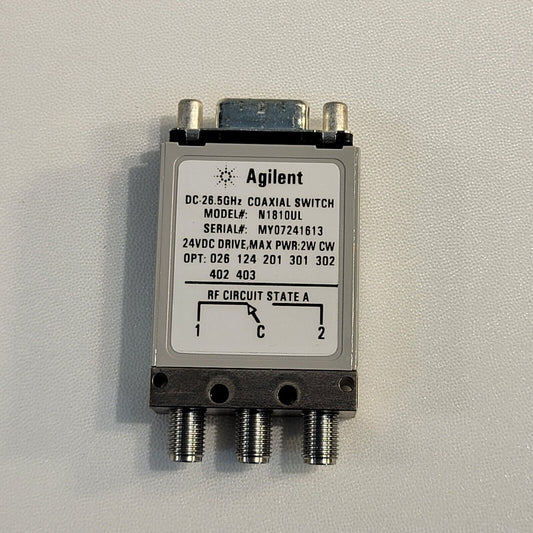 Agilent
DC-26.5GHz COAXIAL SWITCH
MODEL#: N1810UL
SERIAL#: MY07241613
24VDC DRIVE,MAX PWR:2W CW
OPT: 026 124 201 301 302
402 403
RF CIRCUIT STATE A
1 C 2